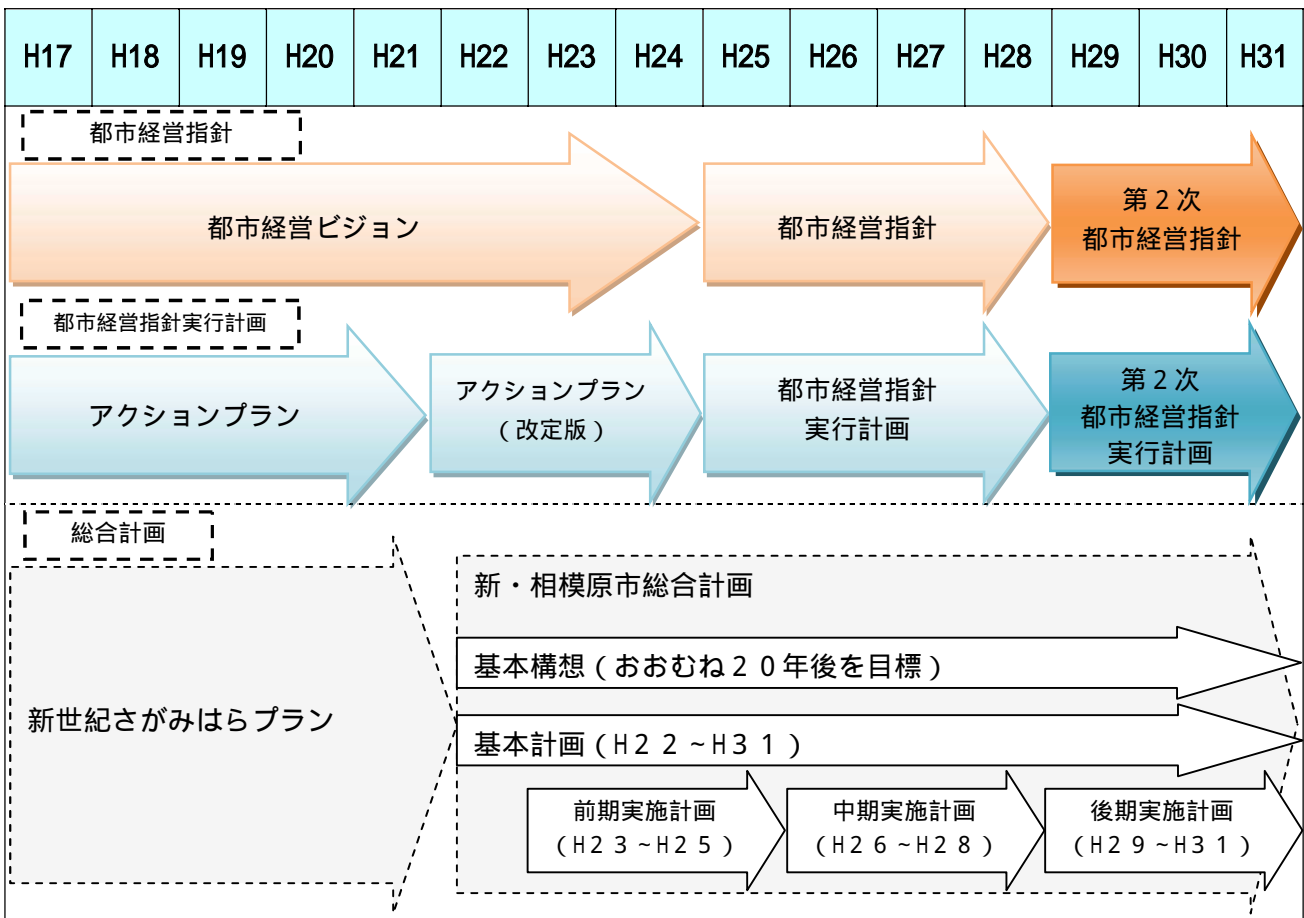 H17 H18 H19 H20 H21 H22 H23 H24 H25 H26 H27 H28 H29 H30 H31
都市経営指針
都市経営ビジョン
都市経営指針
第2次
都市経営指針
都市経営指針実行計画
アクションプラン
アクションプラン
（改定版）
都市経営指針
実行計画
第2次
都市経営指針
実行計画
総合計画
新世紀さがみはらプラン
新・相模原市総合計画
基本構想（おおむね20年後を目標）
基本計画（H22～H31）
前期実施計画
（H23～H25）
中期実施計画
（H26～H28）
後期実施計画
（H29～H31）